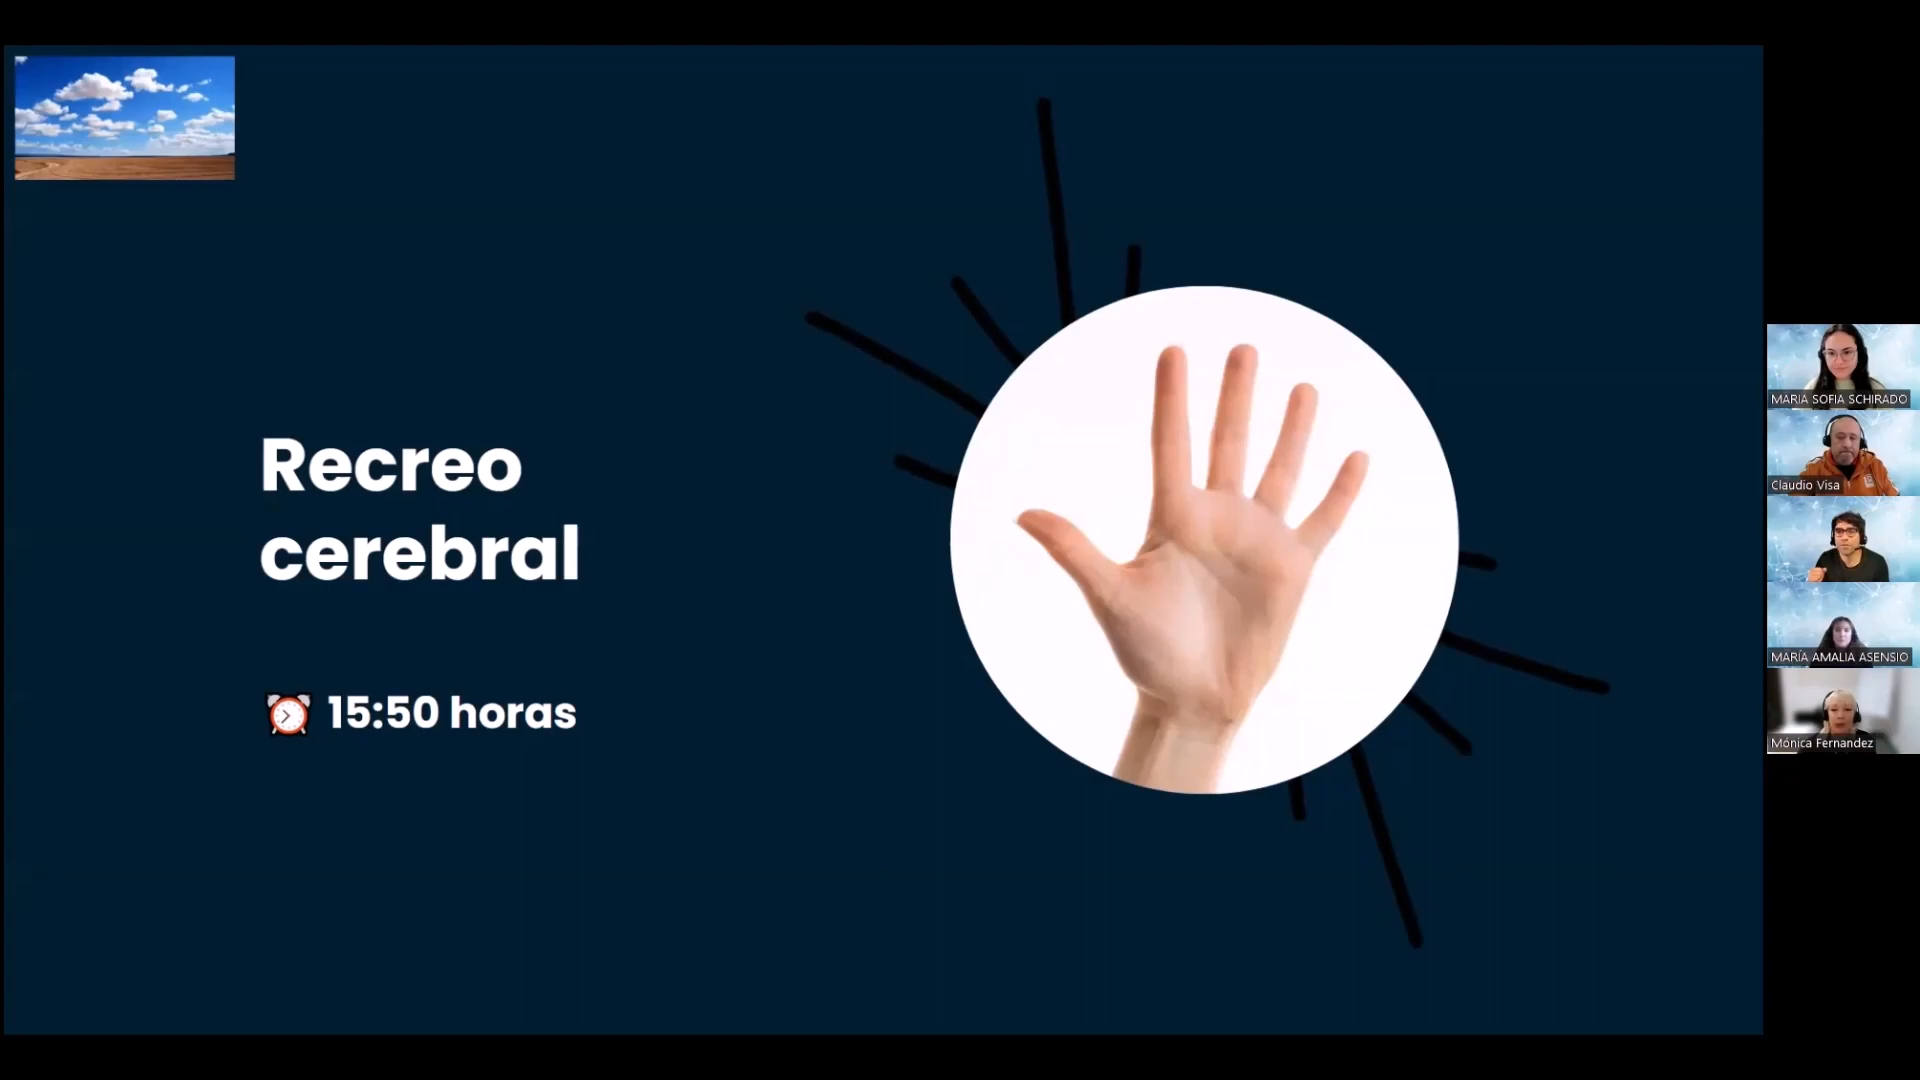 Recreo
cerebral
15:50 horas
MARIA SOFIA SCHIRADO
Claudio Visa
MARÍA AMALIA ASENSIO
Mónica Fernandez